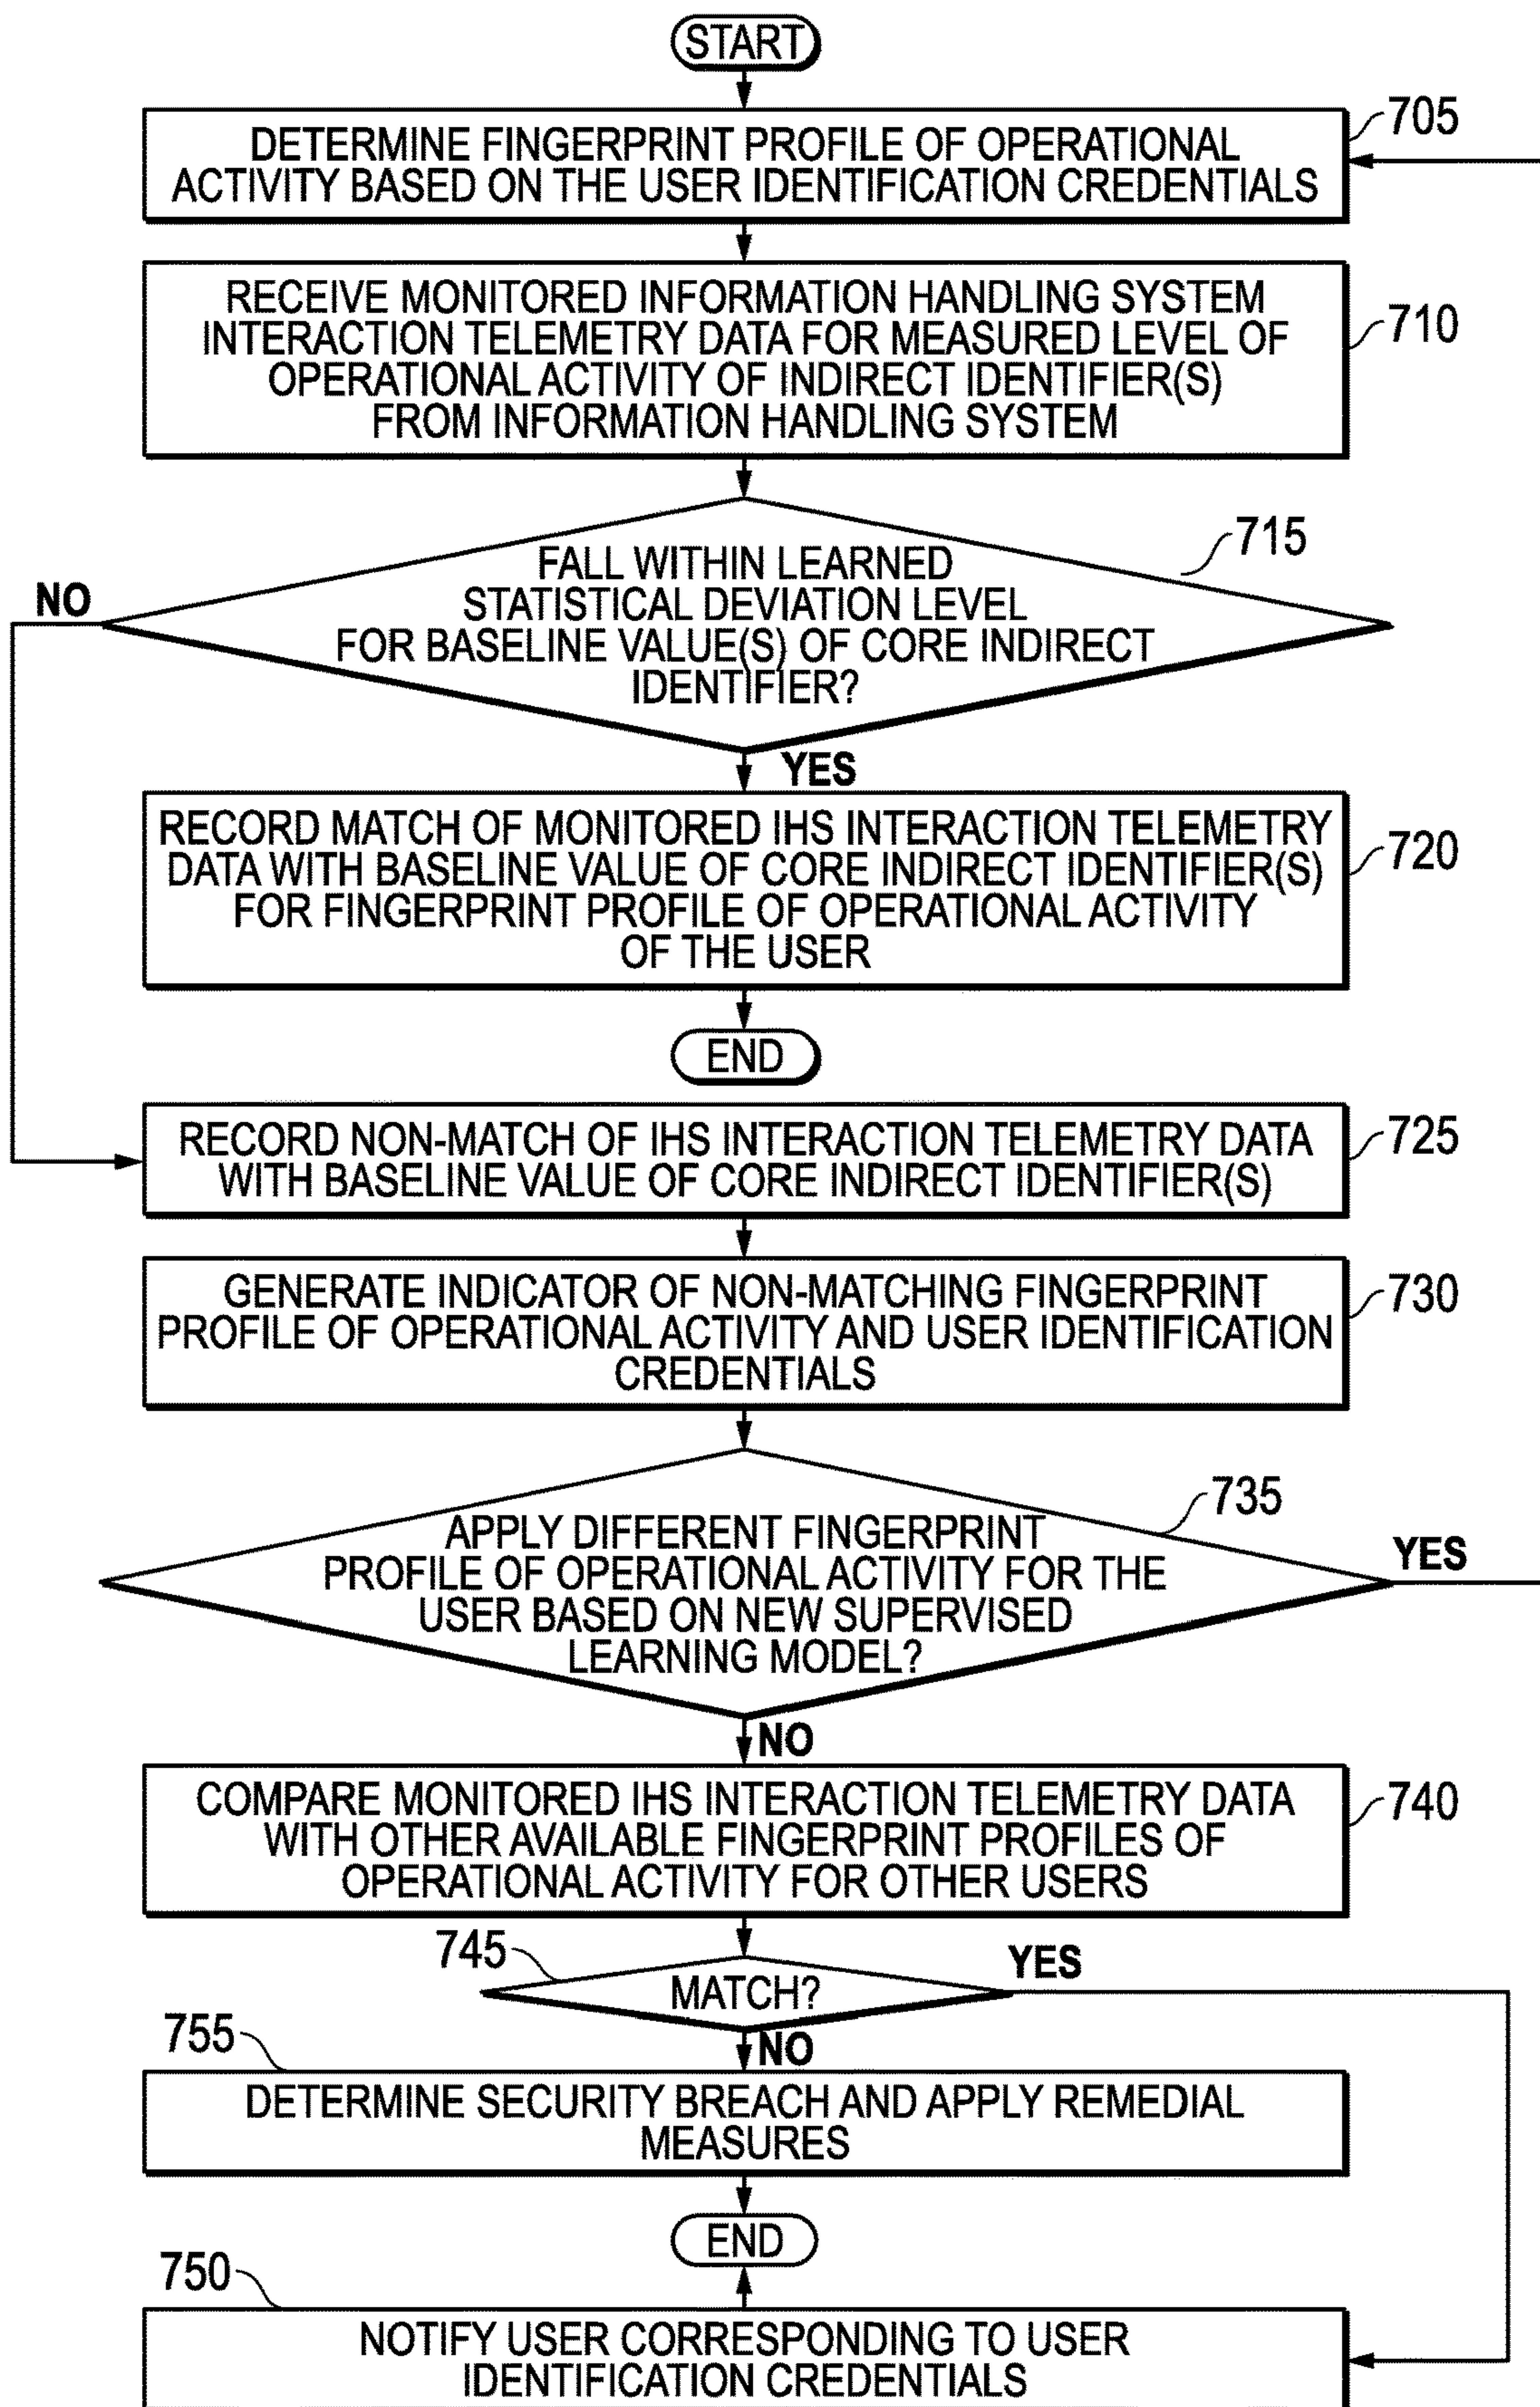 START
705
DETERMINE FINGERPRINT PROFILE OF OPERATIONAL
ACTIVITY BASED ON THE USER IDENTIFICATION CREDENTIALS
710
RECEIVE MONITORED INFORMATION HANDLING SYSTEM
INTERACTION TELEMETRY DATA FOR MEASURED LEVEL OF
OPERATIONAL ACTIVITY OF INDIRECT IDENTIFIER(S)
FROM INFORMATION HANDLING SYSTEM
715
FALL WITHIN LEARNED
STATISTICAL DEVIATION LEVEL
FOR BASELINE VALUE(S) OF CORE INDIRECT
IDENTIFIER?
NO
YES
720
RECORD MATCH OF MONITORED IHS INTERACTION TELEMETRY
DATA WITH BASELINE VALUE OF CORE INDIRECT IDENTIFIER(S)
FOR FINGERPRINT PROFILE OF OPERATIONAL ACTIVITY
OF THE USER
END
725
RECORD NON-MATCH OF IHS INTERACTION TELEMETRY DATA
WITH BASELINE VALUE OF CORE INDIRECT IDENTIFIER(S)
730
GENERATE INDICATOR OF NON-MATCHING FINGERPRINT
PROFILE OF OPERATIONAL ACTIVITY AND USER IDENTIFICATION
CREDENTIALS
735
APPLY DIFFERENT FINGERPRINT
PROFILE OF OPERATIONAL ACTIVITY FOR THE
USER BASED ON NEW SUPERVISED
LEARNING MODEL?
YES
NO
740
COMPARE MONITORED IHS INTERACTION TELEMETRY DATA
WITH OTHER AVAILABLE FINGERPRINT PROFILES OF
OPERATIONAL ACTIVITY FOR OTHER USERS
745
MATCH?
YES
NO
755
DETERMINE SECURITY BREACH AND APPLY REMEDIAL
MEASURES
END
750
NOTIFY USER CORRESPONDING TO USER
IDENTIFICATION CREDENTIALS